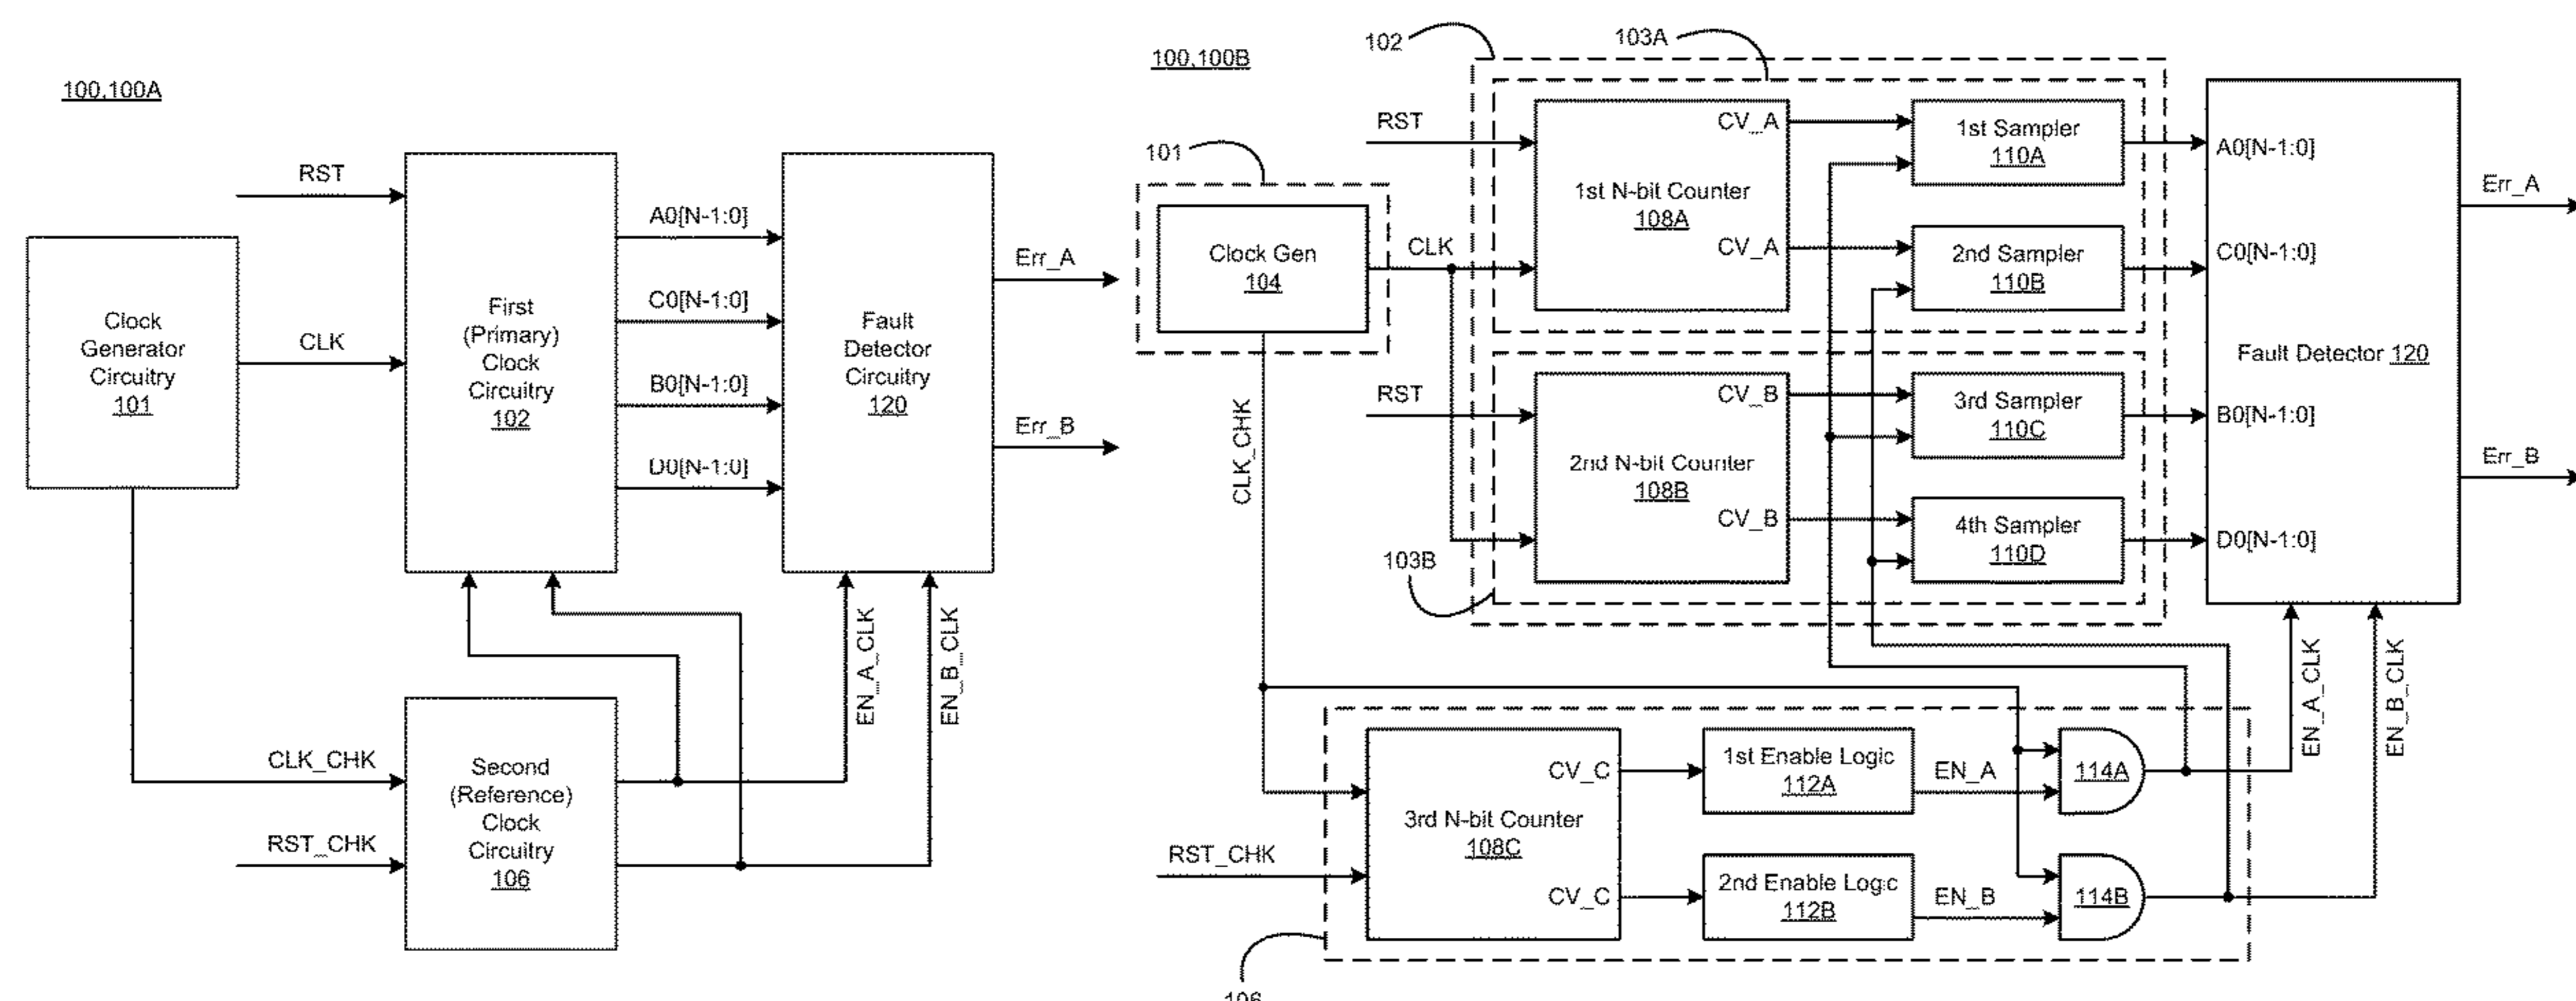 100,100A
RST
Clock
Generator
Circuitry
101
CLK
First
(Primary)
Clock
Circuitry
102
A0[N-1:0]
C0[N-1:0]
B0[N-1:0]
D0[N-1:0]
Fault
Detector
Circuitry
120
Err_A
Err_B
EN_A_CLK
EN_B_CLK
CLK_CHK
RST_CHK
Second
(Reference)
Clock
Circuitry
106
100,100B
102
103A
101
RST
Clock Gen
104
CLK
CLK_CHK
1st N-bit Counter
108A
CV_A
CV_A
1st Sampler
110A
2nd Sampler
110B
RST
2nd N-bit Counter
108B
CV_B
CV_B
3rd Sampler
110C
4th Sampler
110D
103B
A0[N-1:0]
C0[N-1:0]
Fault Detector 120
B0[N-1:0]
D0[N-1:0]
Err_A
Err_B
EN_A_CLK
EN_B_CLK
RST_CHK
3rd N-bit Counter
108C
CV_C
CV_C
1st Enable Logic
112A
EN_A
114A
2nd Enable Logic
112B
EN_B
114B
106